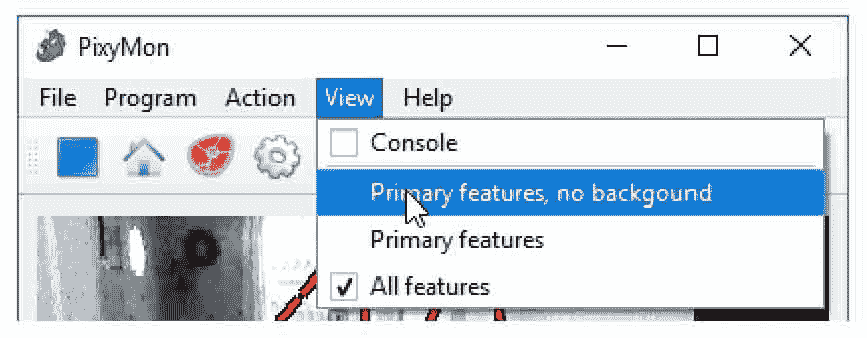 PixyMon
File Program Action View Help
Console
Primary features, no backgound
Primary features
All features